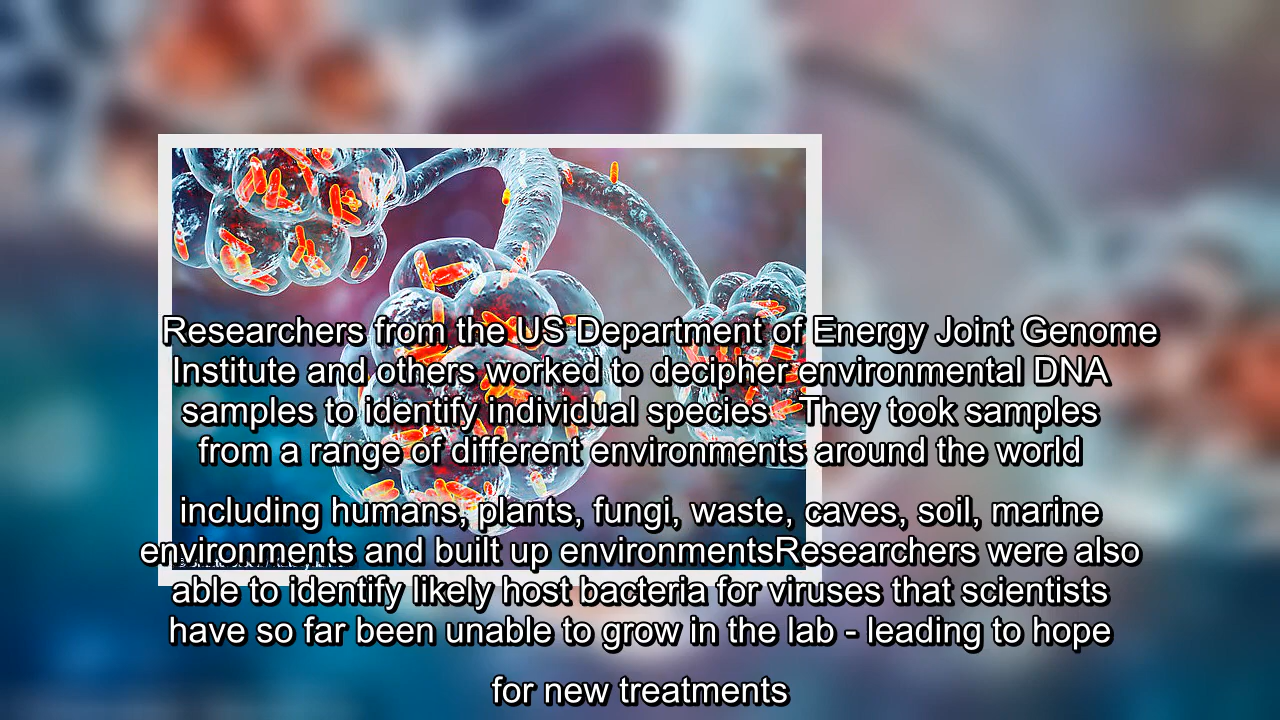 Researchers from the US Department of Energy Joint Genome
Institute and others worked to decipher environmental DNA
samples to identify individual species. They took samples
from a range of different environments around the world
including humans, plants, fungi, waste, caves, soil, marine
environments and built up environmentsResearchers were also
able to identify likely host bacteria for viruses that scientists
have so far been unable to grow in the lab - leading to hope
for new treatments